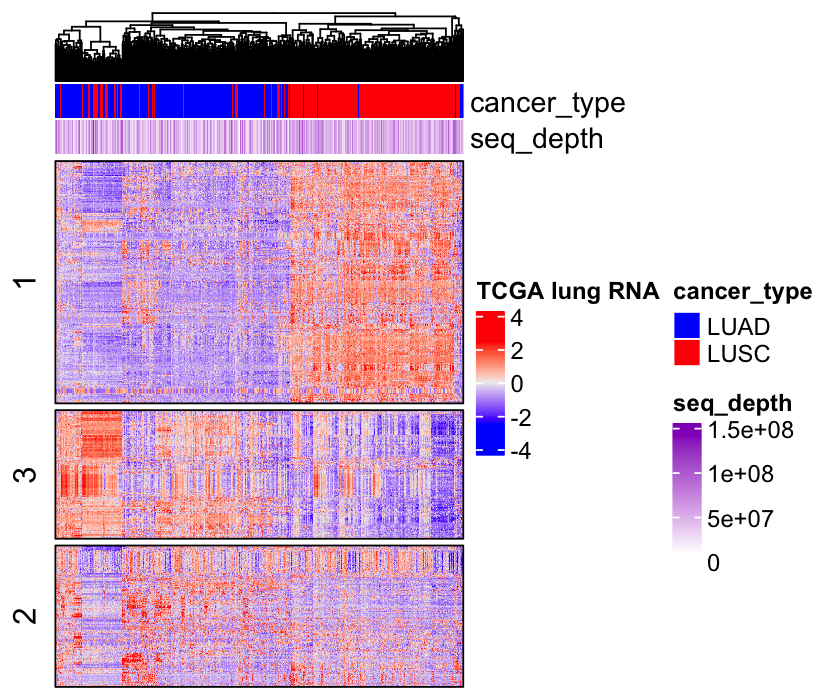 cancer_type
seq_depth
1
3
2
TCGA lung RNA
4
2
0
-2
-4
cancer_type
LUAD
LUSC
seq_depth
1.5e+08
1e+08
5e+07
0